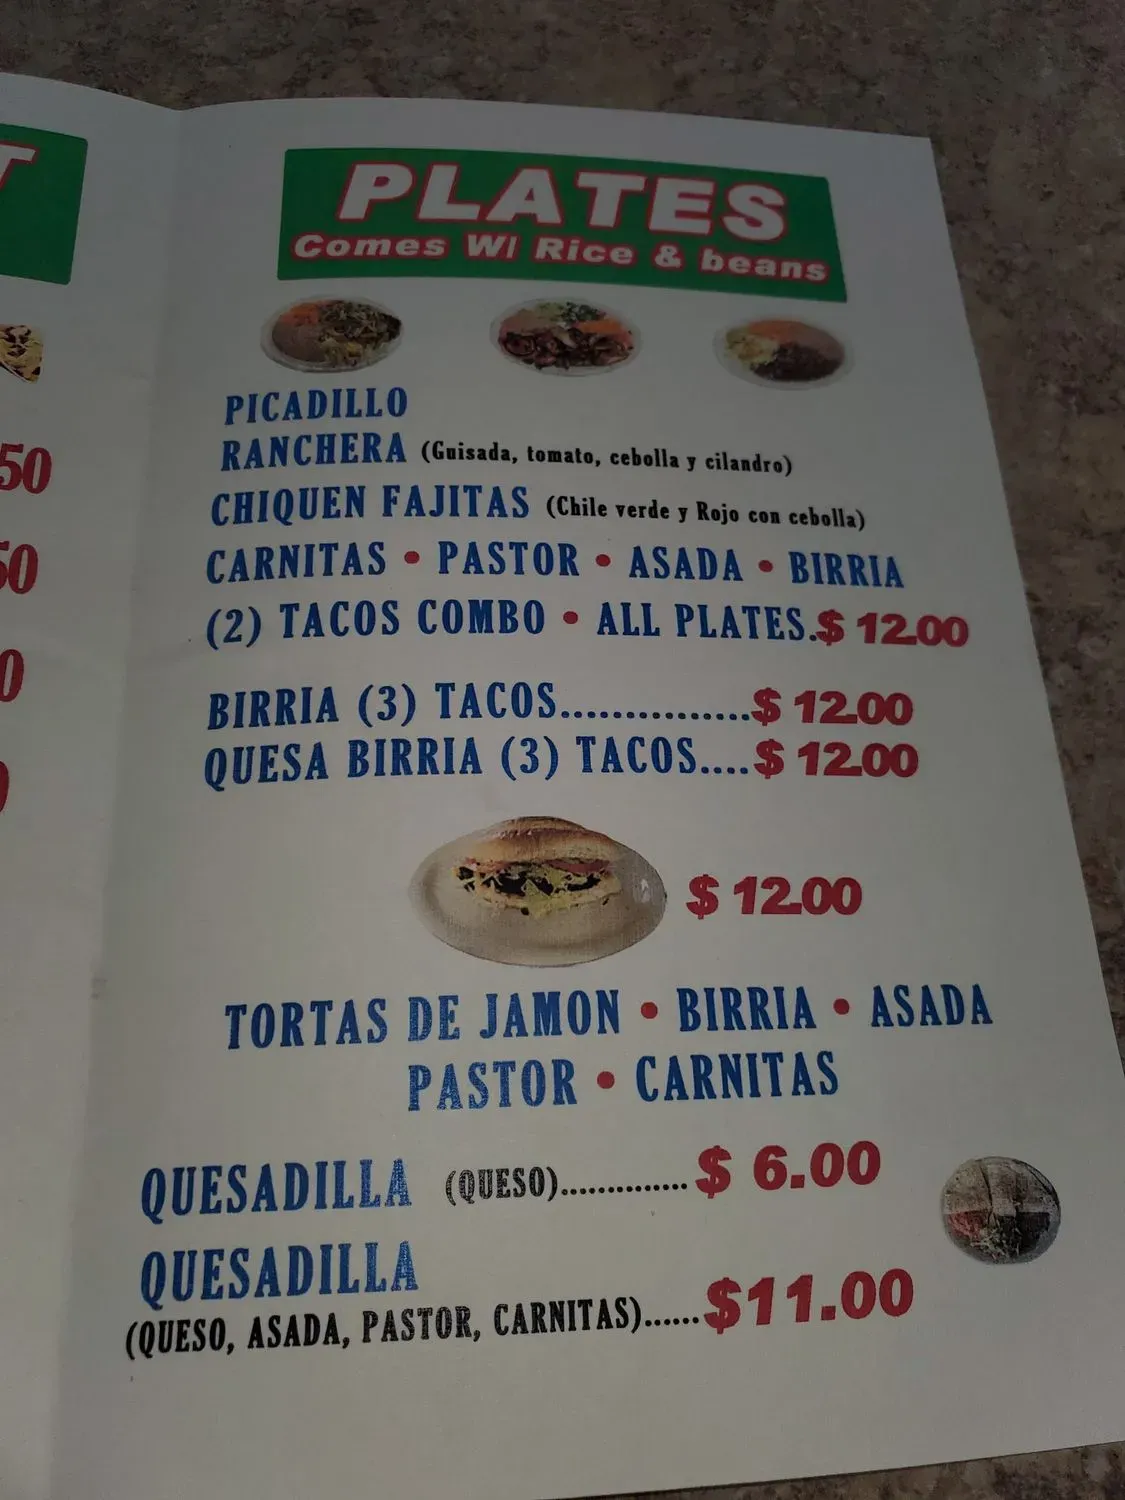 T
50
50
0
PLATES
Comes W/ Rice & beans
PICADILLO
RANCHERA (Guisada, tomato, cebolla y cilandro)
CHIQUEN FAJITAS (Chile verde y Rojo con cebolla)
CARNITAS • PASTOR • ASADA • BIRRIA
(2) TACOS COMBO • ALL PLATES.$ 12.00
BIRRIA (3) TACOS...............$ 12.00
QUESA BIRRIA (3) TACOS....$ 12.00
$ 12.00
TORTAS DE JAMON • BIRRIA • ASADA
PASTOR • CARNITAS
QUESADILLA (QUESO).............$ 6.00
QUESADILLA
(QUESO, ASADA, PASTOR, CARNITAS)......$11.00